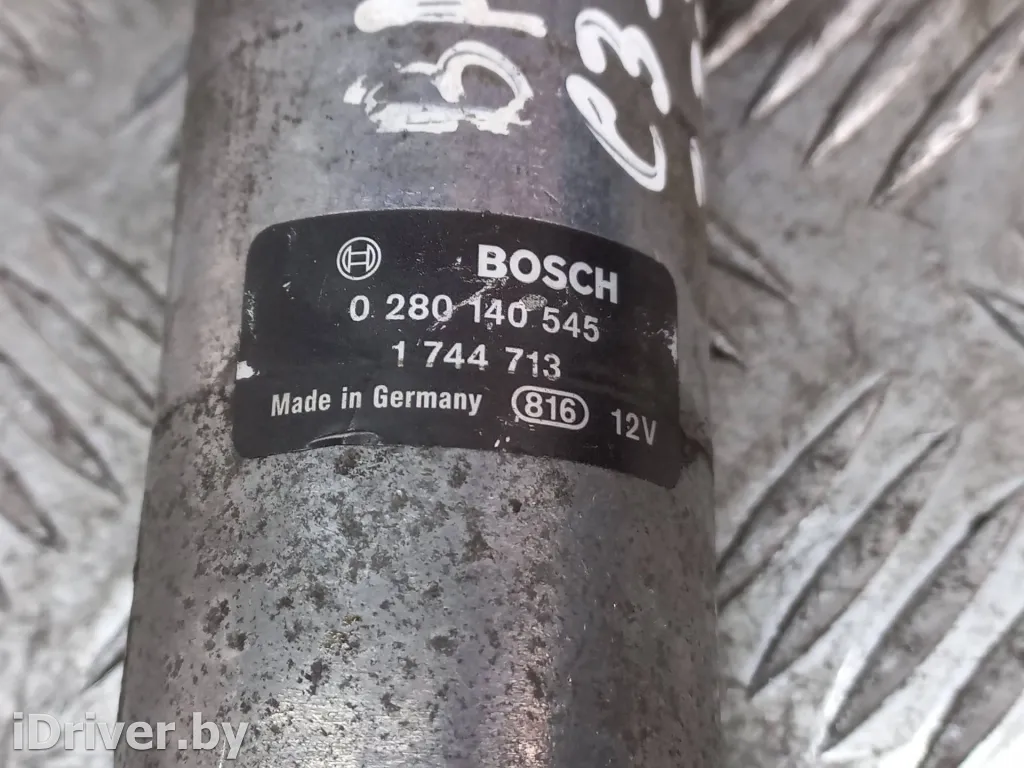 BOSCH
0 280 140 545
1 744 713
Made in Germany 816 12V
iDriver.by